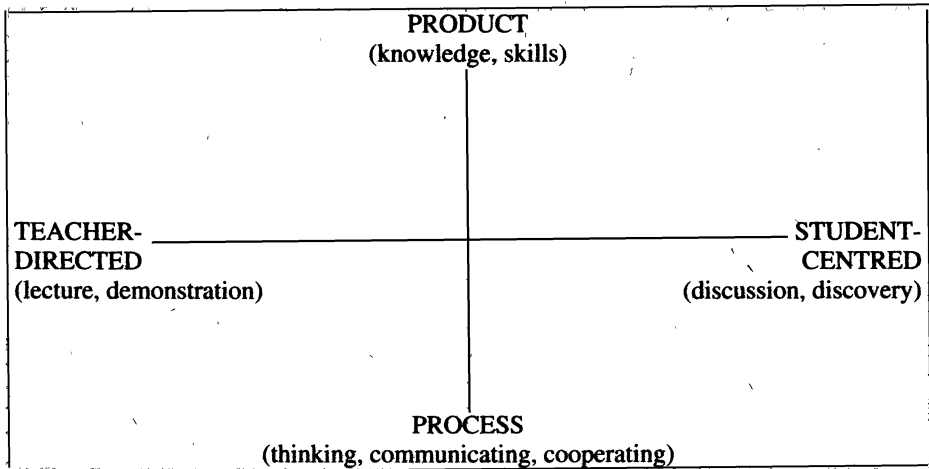 PRODUCT
(knowledge, skills)
TEACHER-
DIRECTED
(lecture, demonstration)
STUDENT-
CENTRED
(discussion, discovery)
PROCESS
(thinking, communicating, cooperating)